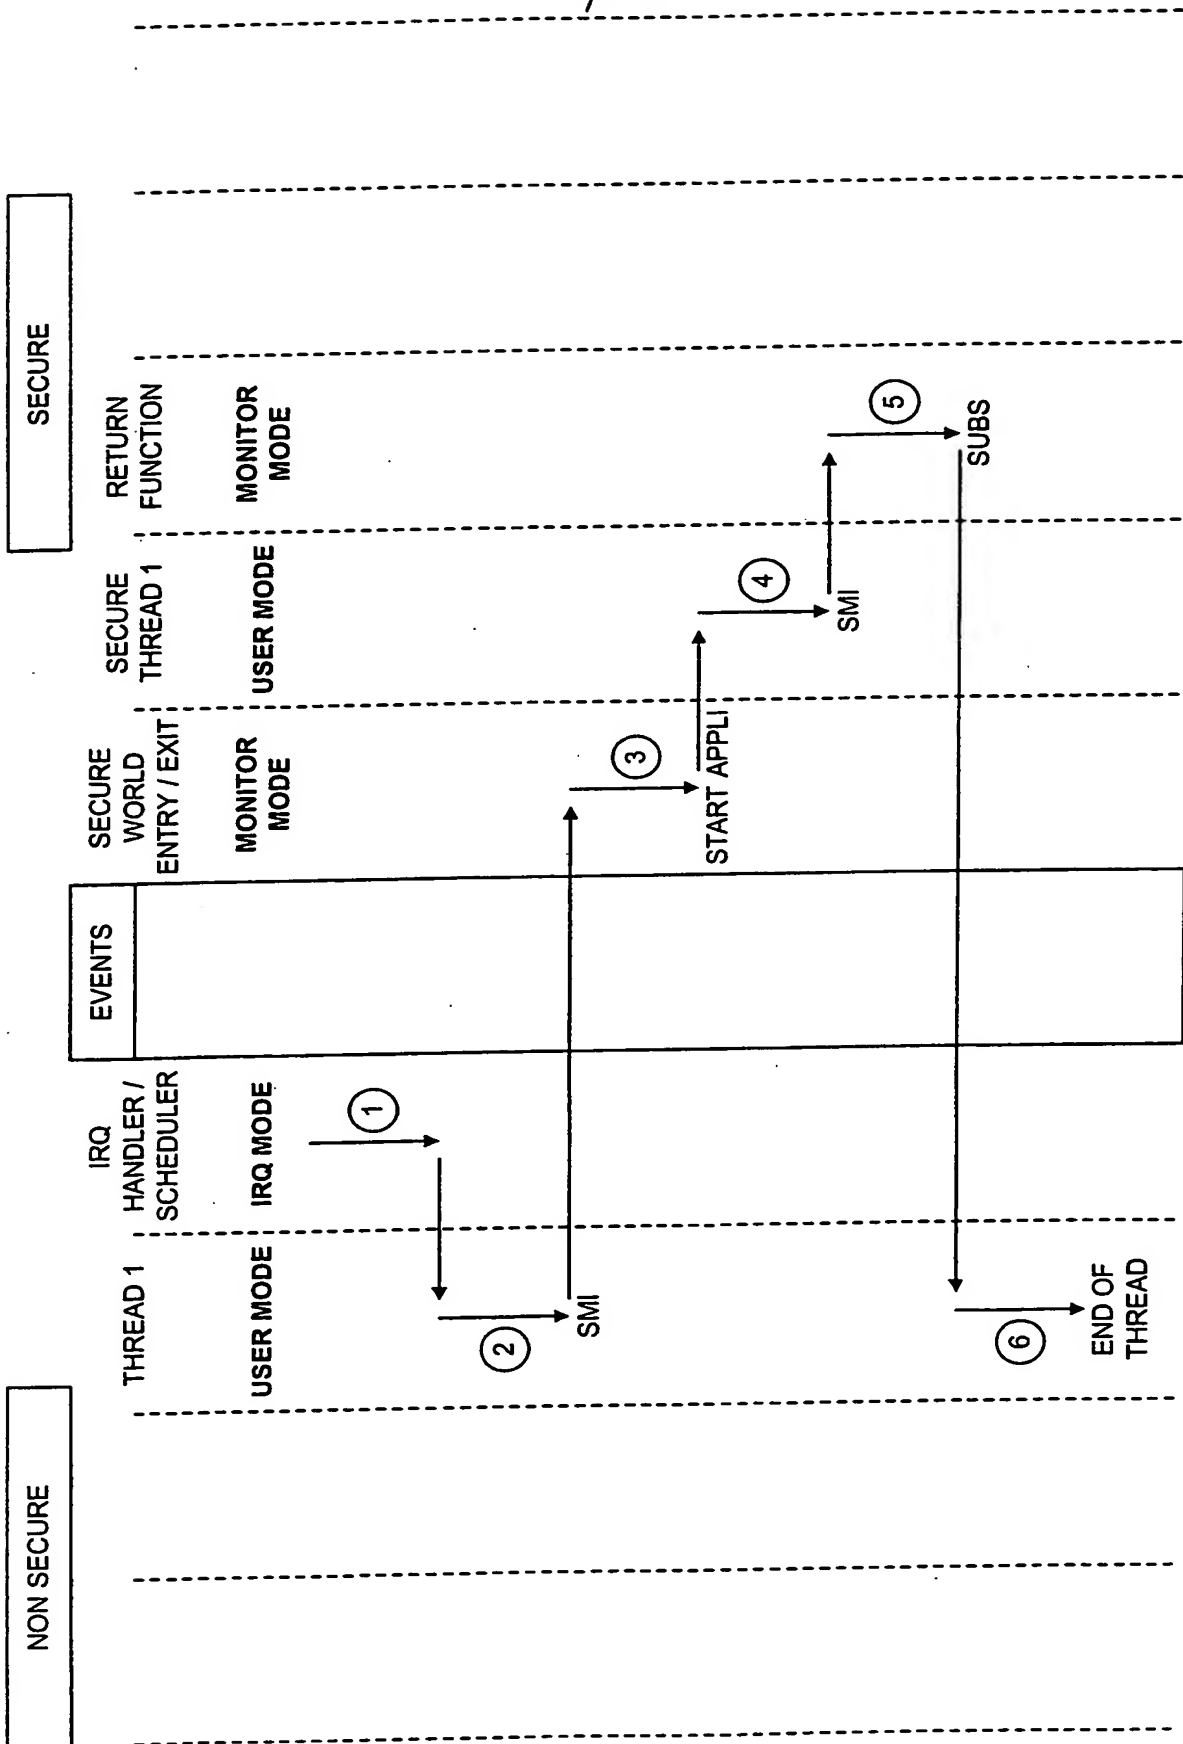 NON SECURE
SECURE
EVENTS
THREAD 1
IRQ
HANDLER /
SCHEDULER
SECURE
WORLD
ENTRY / EXIT
SECURE
THREAD 1
RETURN
FUNCTION
USER MODE
IRQ MODE
MONITOR
MODE
USER MODE
MONITOR
MODE
1
2
SMI
3
START APPLI
4
SMI
5
SUBS
6
END OF
THREAD